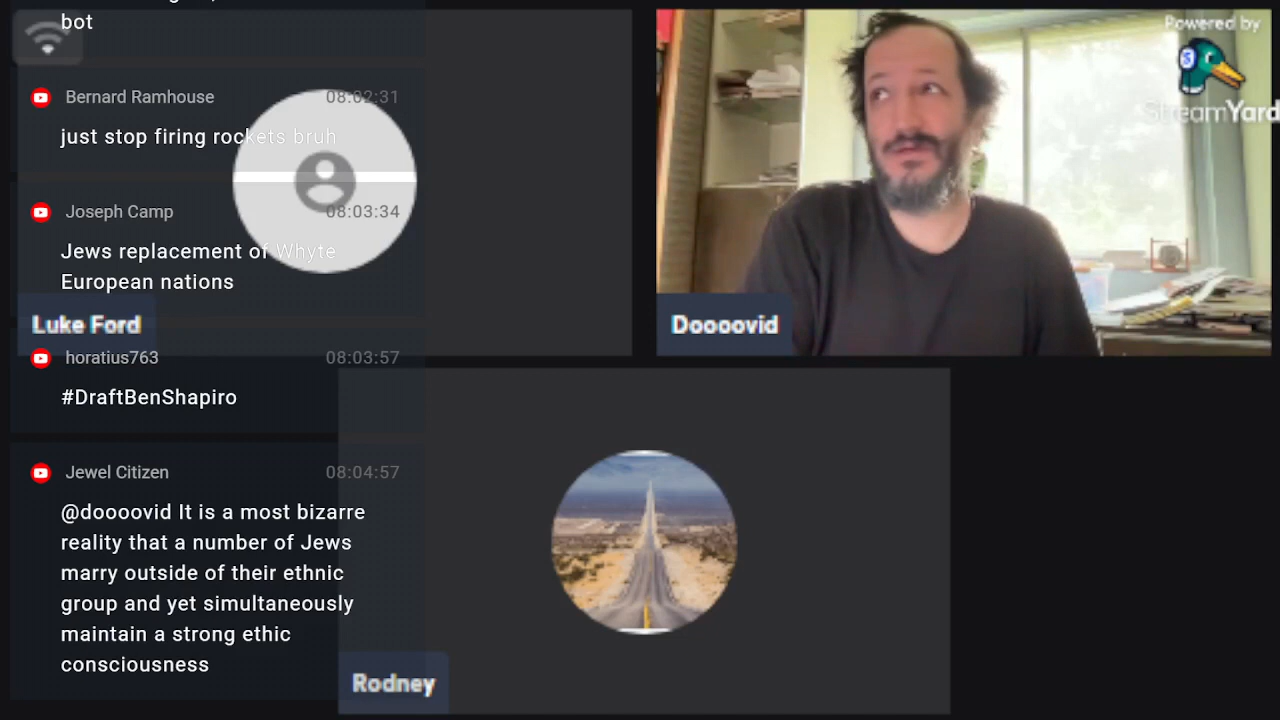 bot
Bernard Ramhouse 08:02:31
just stop firing rockets bruh
Joseph Camp 08:03:34
Jews replacement of Whyte
European nations
Luke Ford
horatius763 08:03:57
#DraftBenShapiro
Jewel Citizen 08:04:57
@doooovid It is a most bizarre
reality that a number of Jews
marry outside of their ethnic
group and yet simultaneously
maintain a strong ethic
consciousness
Powered by
StreamYard
Doooovid
Rodney